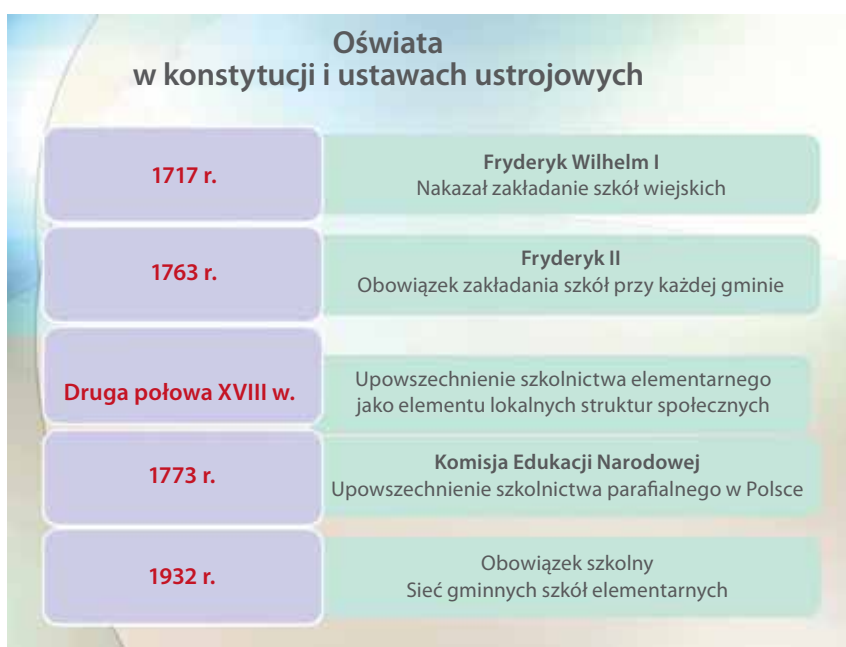 Oświata
w konstytucji i ustawach ustrojowych
1717 r.
Fryderyk Wilhelm I
Nakazał zakładanie szkół wiejskich
1763 r.
Fryderyk II
Obowiązek zakładania szkół przy każdej gminie
Druga połowa XVIII w.
Upowszechnienie szkolnictwa elementarnego
jako elementu lokalnych struktur społecznych
1773 r.
Komisja Edukacji Narodowej
Upowszechnienie szkolnictwa parafialnego w Polsce
1932 r.
Obowiązek szkolny
Sieć gminnych szkół elementarnych